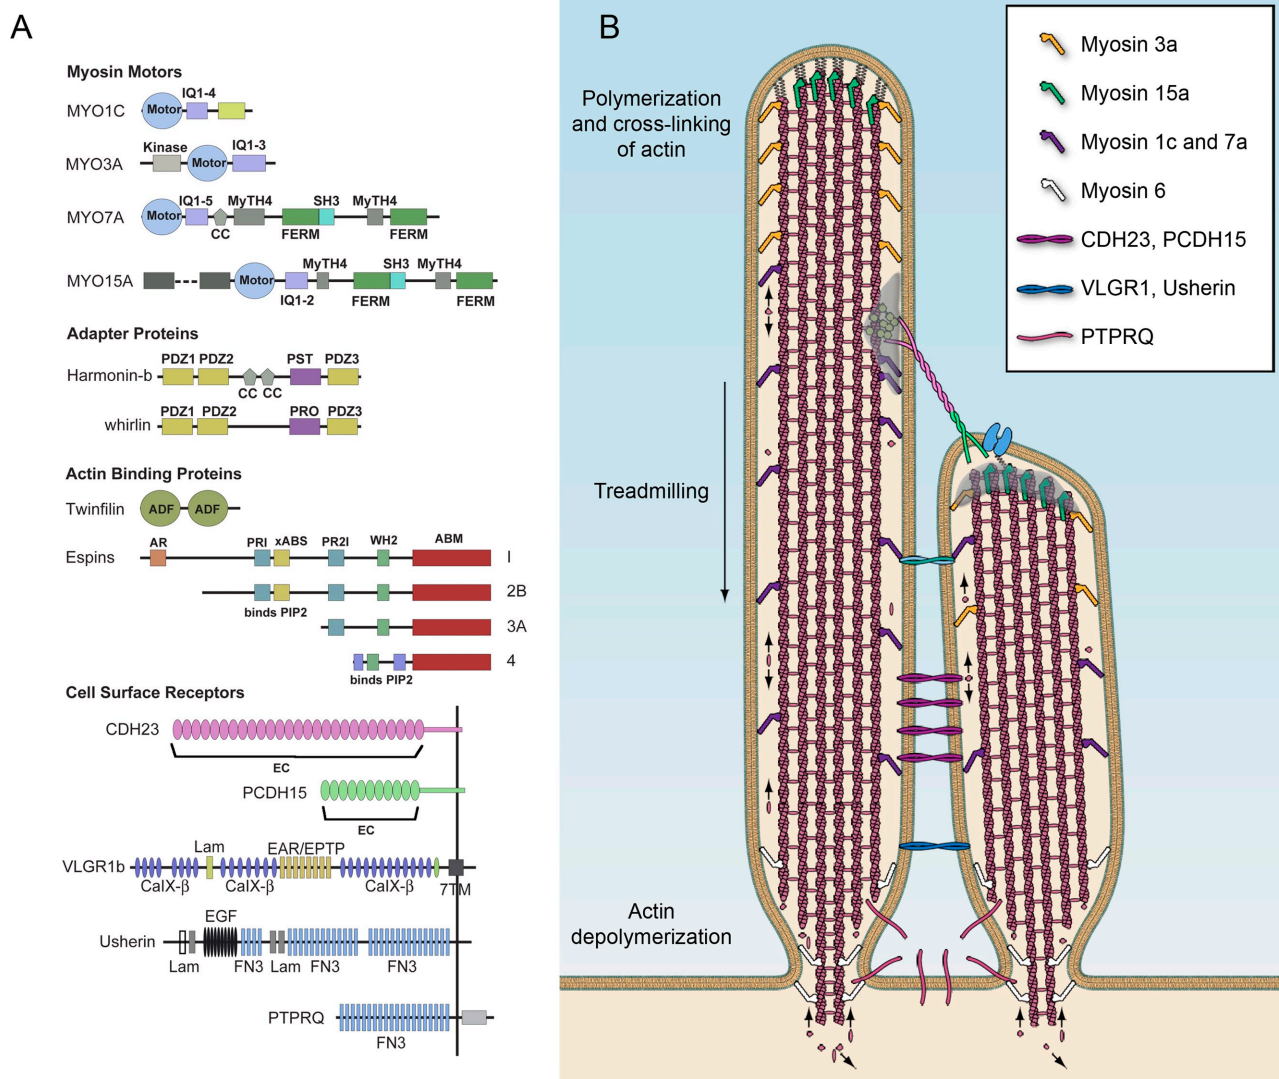 A
Myosin Motors
MYO1C
Motor
IQ1-4
MYO3A
Kinase
Motor
IQ1-3
MYO7A
Motor
IQ1-5
CC
MyTH4
FERM
SH3
MyTH4
FERM
MYO15A
Motor
IQ1-2
MyTH4
FERM
SH3
MyTH4
FERM
Adapter Proteins
Harmonin-b
PDZ1
PDZ2
CC
CC
PST
PDZ3
whirlin
PDZ1
PDZ2
PRO
PDZ3
Actin Binding Proteins
Twinfilin
ADF
ADF
Espins
AR
PRI
xABS
PR2I
WH2
ABM
I
2B
binds PIP2
3A
4
binds PIP2
Cell Surface Receptors
CDH23
EC
PCDH15
EC
VLGR1b
CalX-β
Lam
CalX-β
EAR/EPTP
CalX-β
7TM
Usherin
Lam
EGF
FN3
Lam
FN3
FN3
PTPRQ
FN3
B
Polymerization
and cross-linking
of actin
Treadmilling
Actin
depolymerization
Myosin 3a
Myosin 15a
Myosin 1c and 7a
Myosin 6
CDH23, PCDH15
VLGR1, Usherin
PTPRQ